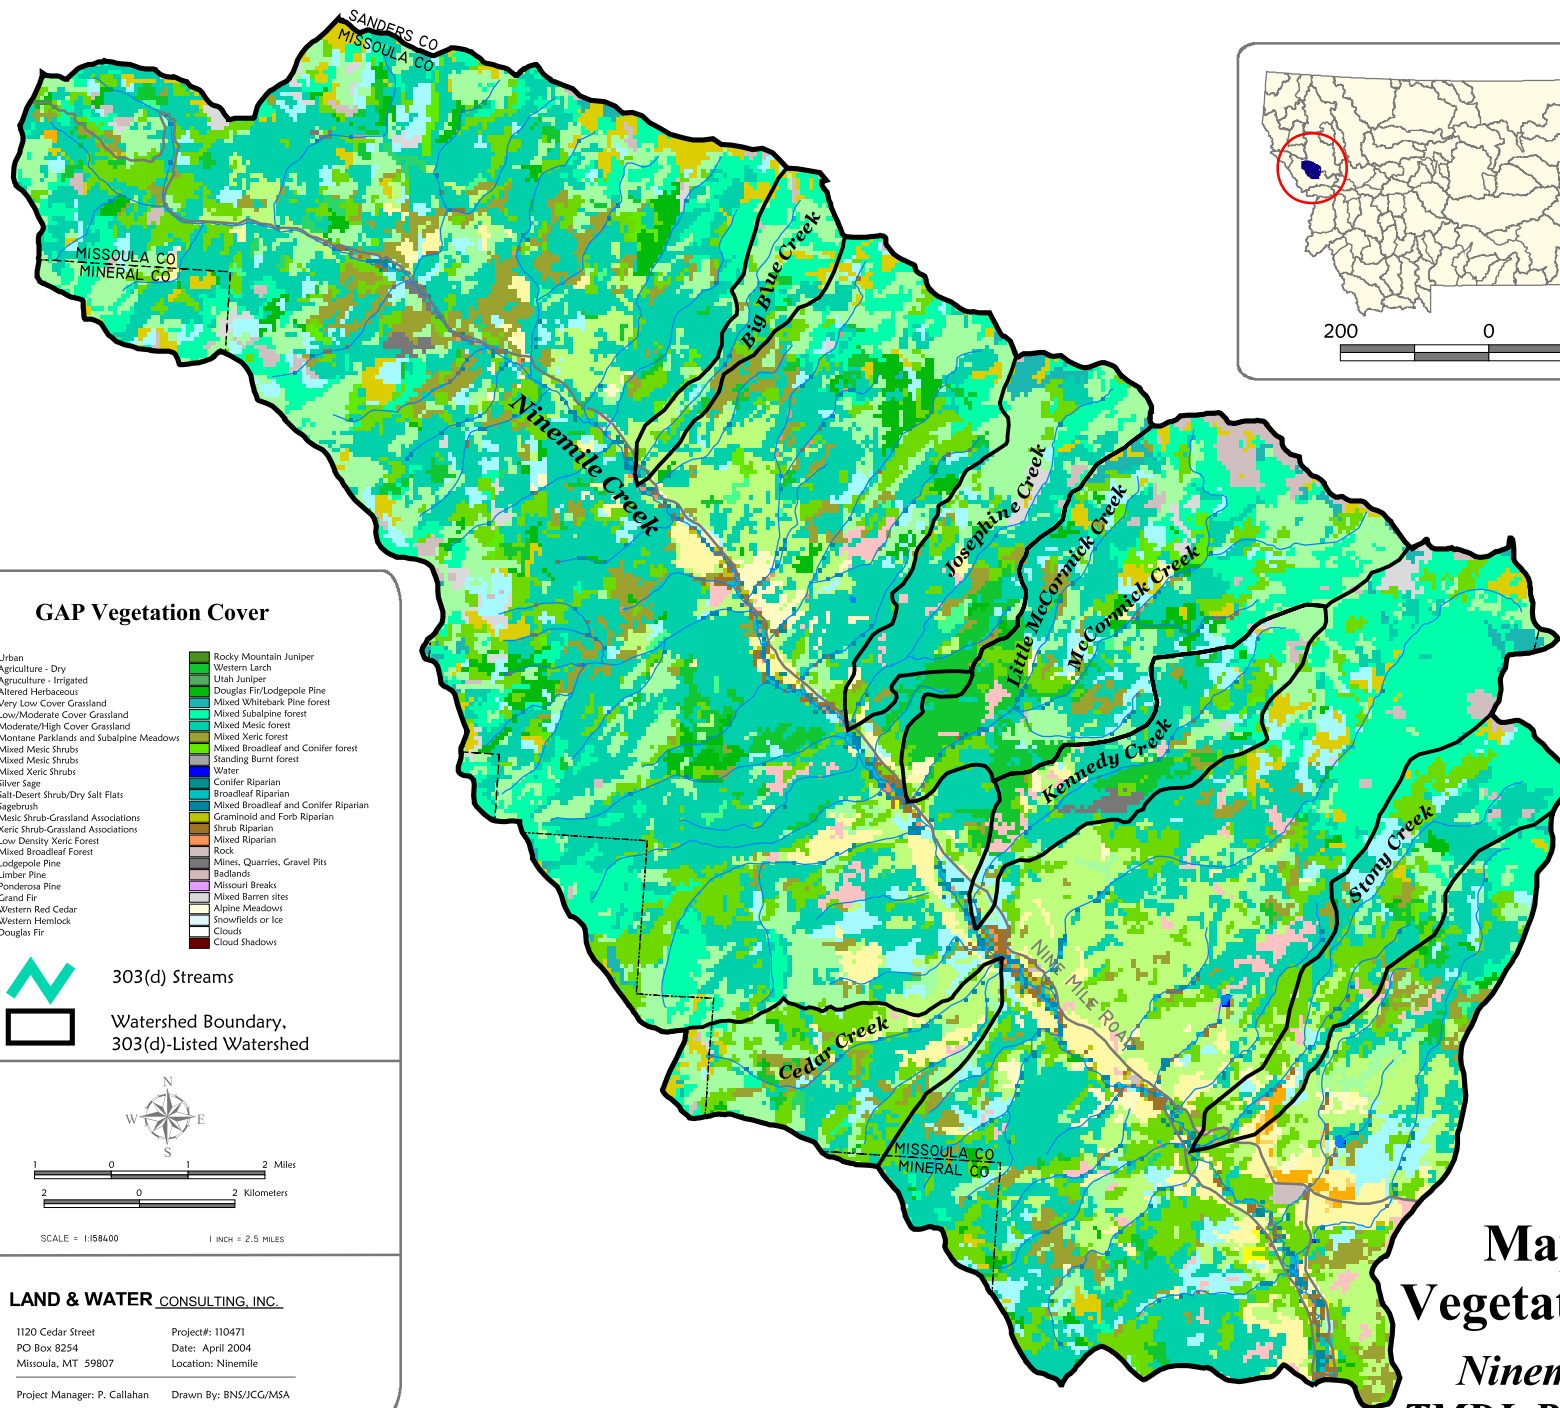 SANDERS CO
MISSOULA CO
MISSOULA CO
MINERAL CO
Big Blue Creek
Ninemile Creek
Josephine Creek
Little McCormick Creek
McCormick Creek
Kennedy Creek
Stony Creek
Cedar Creek
NINE MILE ROAD
MISSOULA CO
MINERAL CO
200 0
GAP Vegetation Cover
Urban
Agriculture - Dry
Agruculture - Irrigated
Altered Herbaceous
Very Low Cover Grassland
Low/Moderate Cover Grassland
Moderate/High Cover Grassland
Montane Parklands and Subalpine Meadows
Mixed Mesic Shrubs
Mixed Mesic Shrubs
Mixed Xeric Shrubs
Silver Sage
Salt-Desert Shrub/Dry Salt Flats
Sagebrush
Mesic Shrub-Grassland Associations
Xeric Shrub-Grassland Associations
Low Density Xeric Forest
Mixed Broadleaf Forest
Lodgepole Pine
Limber Pine
Ponderosa Pine
Grand Fir
Western Red Cedar
Western Hemlock
Douglas Fir
Rocky Mountain Juniper
Western Larch
Utah Juniper
Douglas Fir/Lodgepole Pine
Mixed Whitebark Pine forest
Mixed Subalpine forest
Mixed Mesic forest
Mixed Xeric forest
Mixed Broadleaf and Conifer forest
Standing Burnt forest
Water
Conifer Riparian
Broadleaf Riparian
Mixed Broadleaf and Conifer Riparian
Graminoid and Forb Riparian
Shrub Riparian
Mixed Riparian
Rock
Mines, Quarries, Gravel Pits
Badlands
Missouri Breaks
Mixed Barren sites
Alpine Meadows
Snowfields or Ice
Clouds
Cloud Shadows
303(d) Streams
Watershed Boundary,
303(d)-Listed Watershed
N
W E
S
1 0 1 2 Miles
2 0 2 Kilometers
SCALE = 1:158400 1 INCH = 2.5 MILES
LAND & WATER CONSULTING, INC.
1120 Cedar Street
PO Box 8254
Missoula, MT 59807
Project#: 110471
Date: April 2004
Location: Ninemile
Project Manager: P. Callahan Drawn By: BNS/JCG/MSA
Ma
Vegeta
Ninem
TMDL P